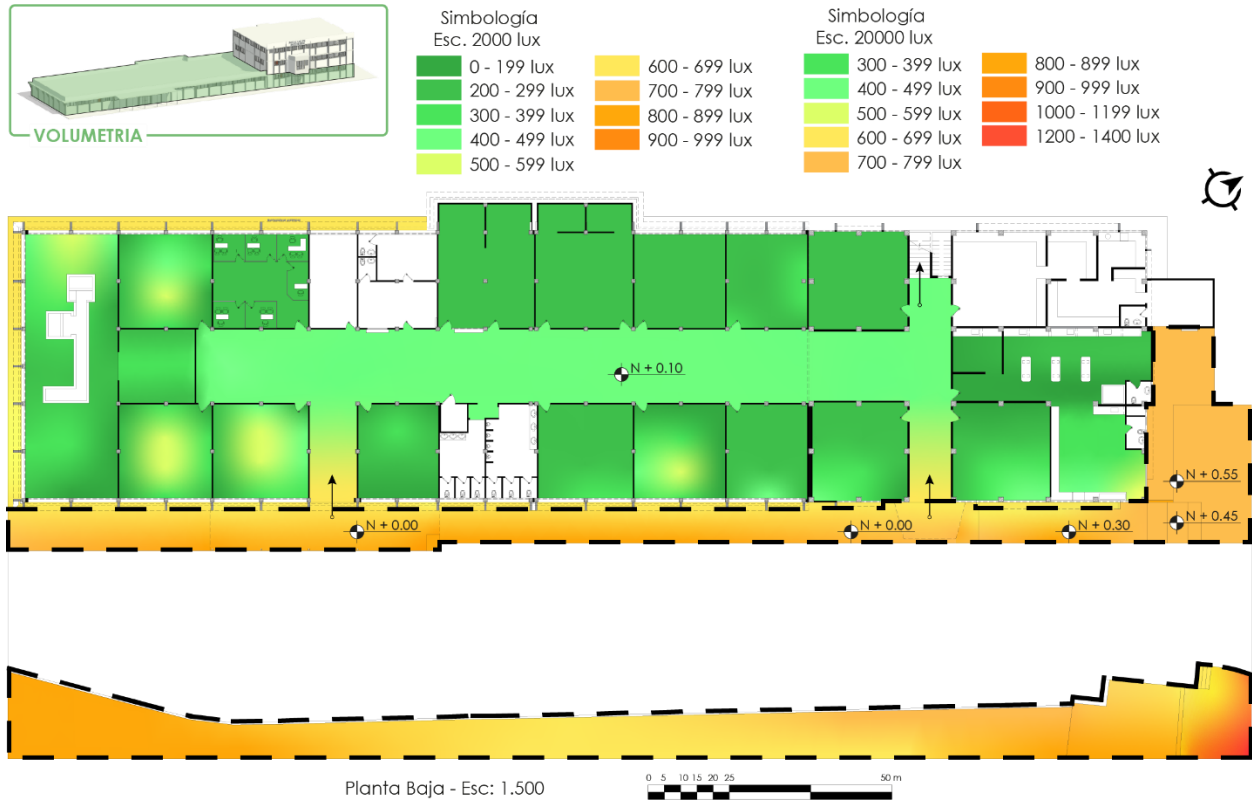 VOLUMETRIA
Simbología
Esc. 2000 lux
0 - 199 lux
200 - 299 lux
300 - 399 lux
400 - 499 lux
500 - 599 lux
600 - 699 lux
700 - 799 lux
800 - 899 lux
900 - 999 lux
Simbología
Esc. 20000 lux
300 - 399 lux
400 - 499 lux
500 - 599 lux
600 - 699 lux
700 - 799 lux
800 - 899 lux
900 - 999 lux
1000 - 1199 lux
1200 - 1400 lux
N + 0.10
N + 0.55
N + 0.45
N + 0.00
N + 0.00
N + 0.30
Planta Baja - Esc: 1.500
0 5 10 15 20 25 50 m